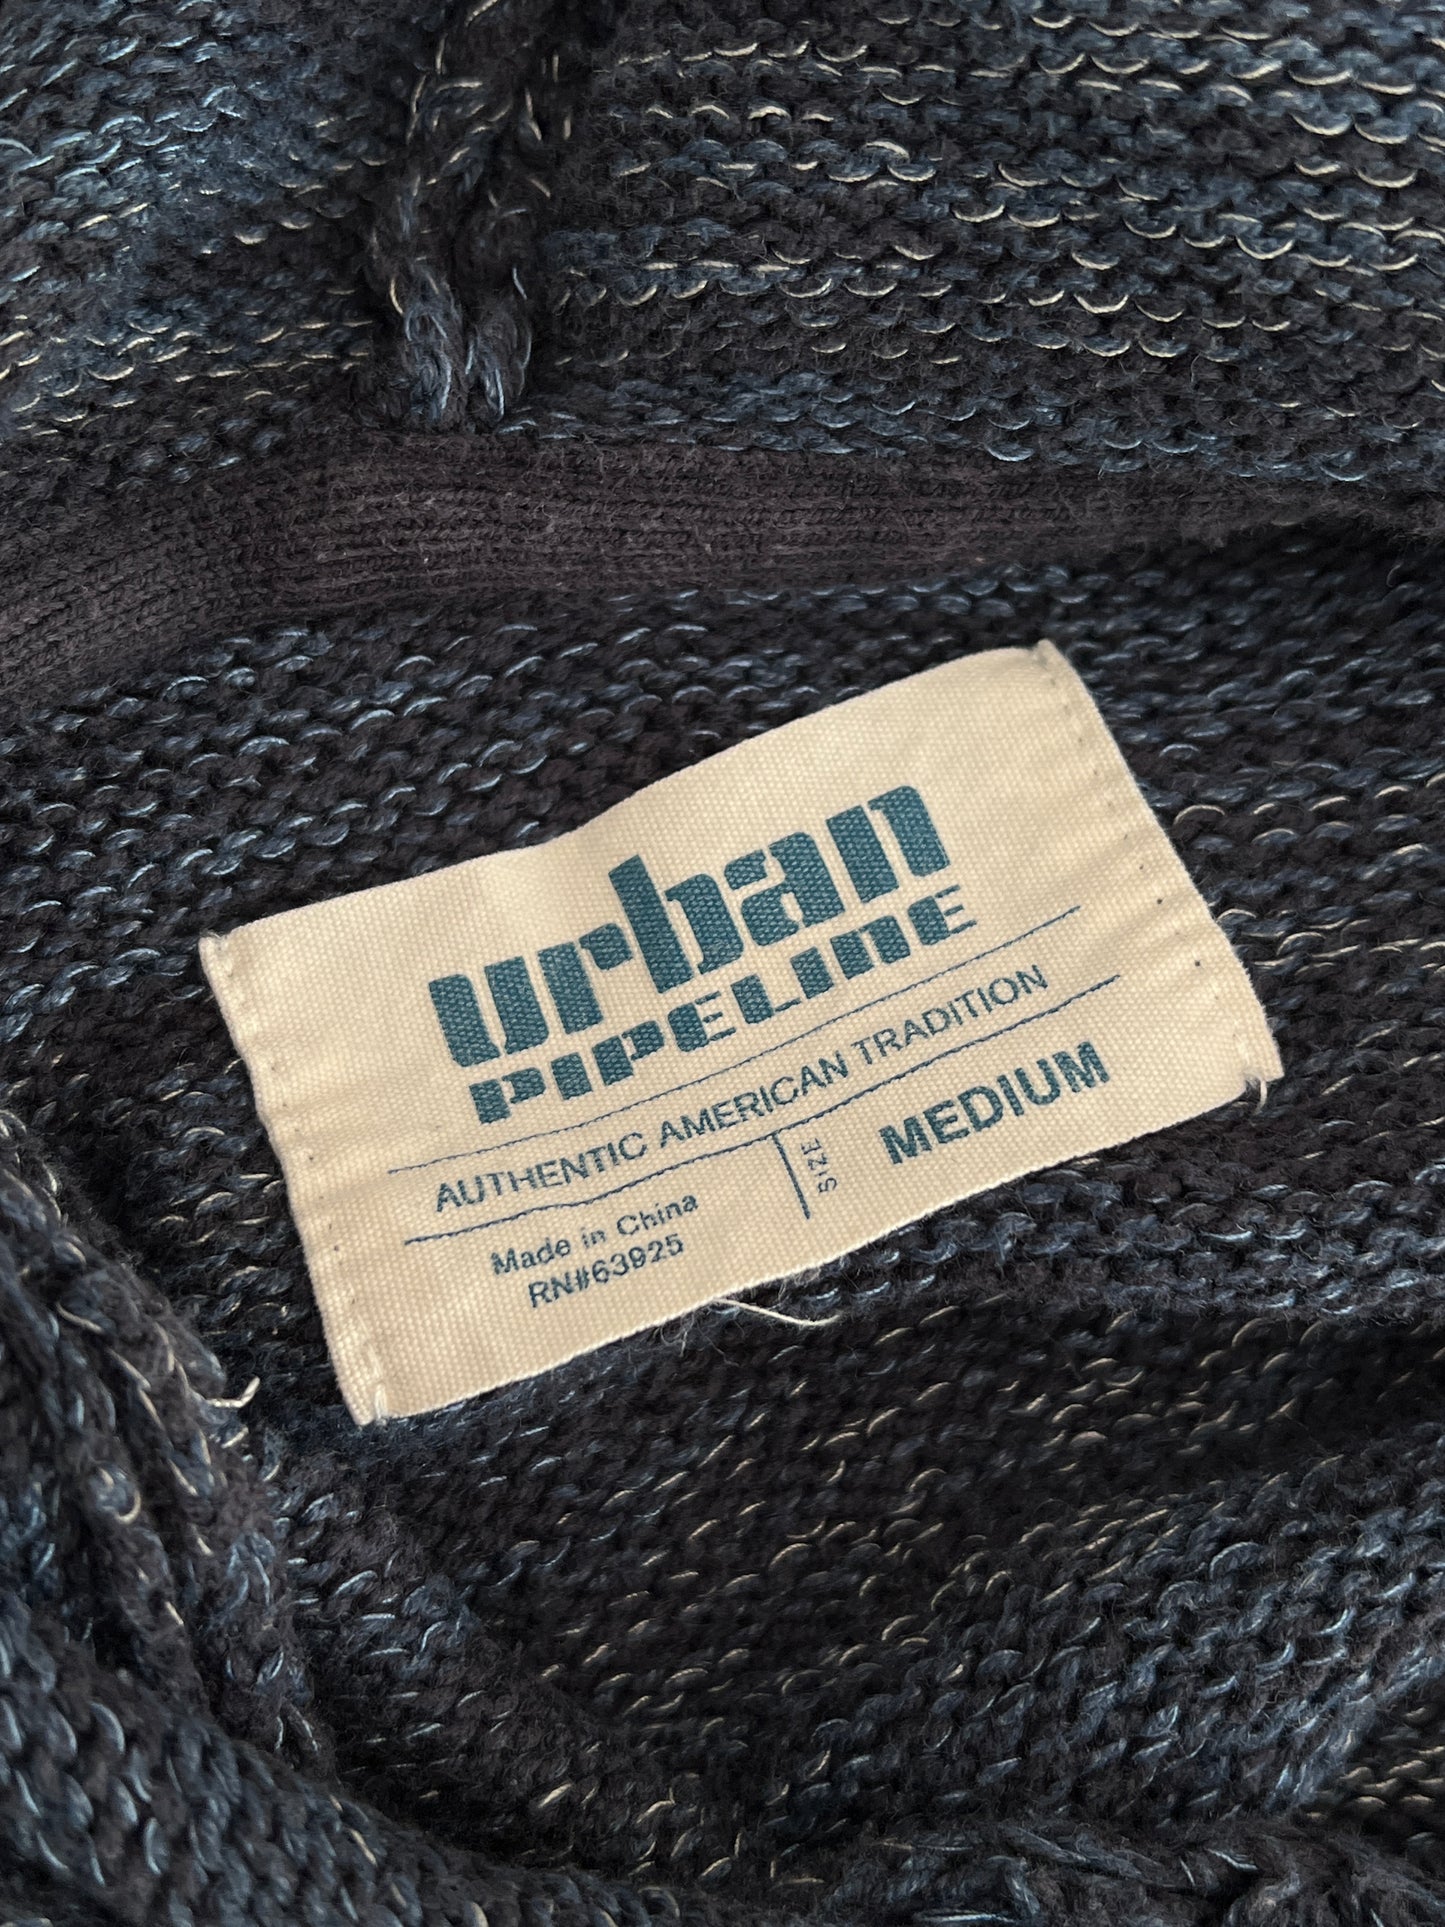 urban
PIPELINE
AUTHENTIC AMERICAN TRADITION
Made in China
RN#63925
SIZE
MEDIUM